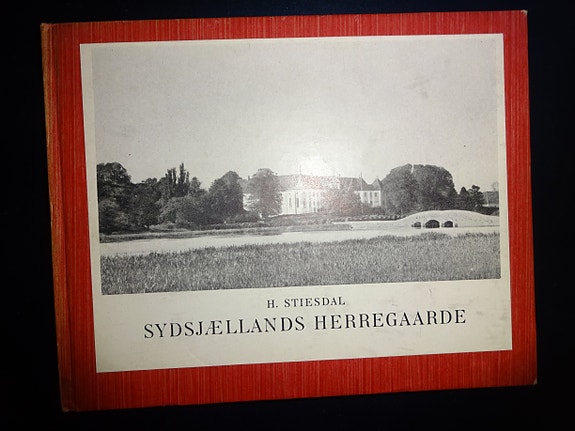 H. STIESDAL
SYDSJÆLLANDS HERREGAARDE